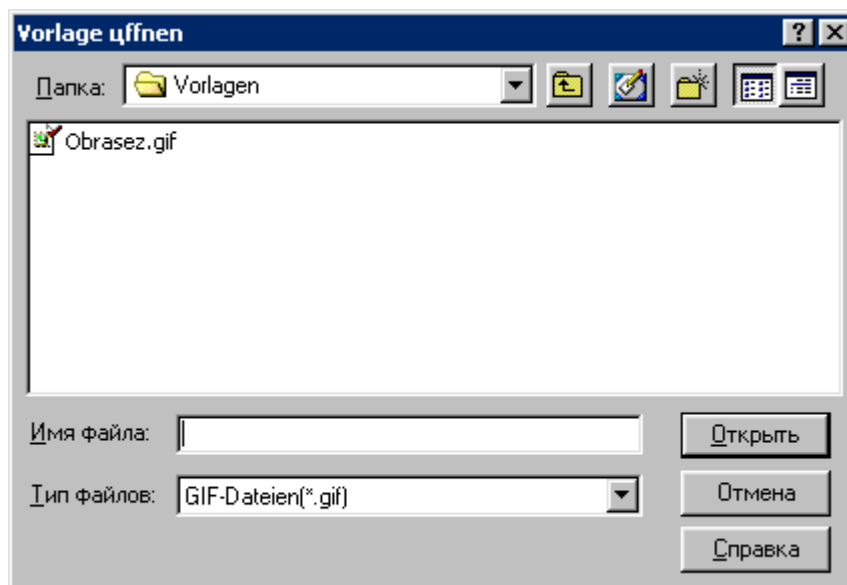 Vorlage цffnen
Папка: Vorlagen
Obrasez.gif
Имя файла:
Открыть
Тип файлов: GIF-Dateien(*.gif)
Отмена
Справка